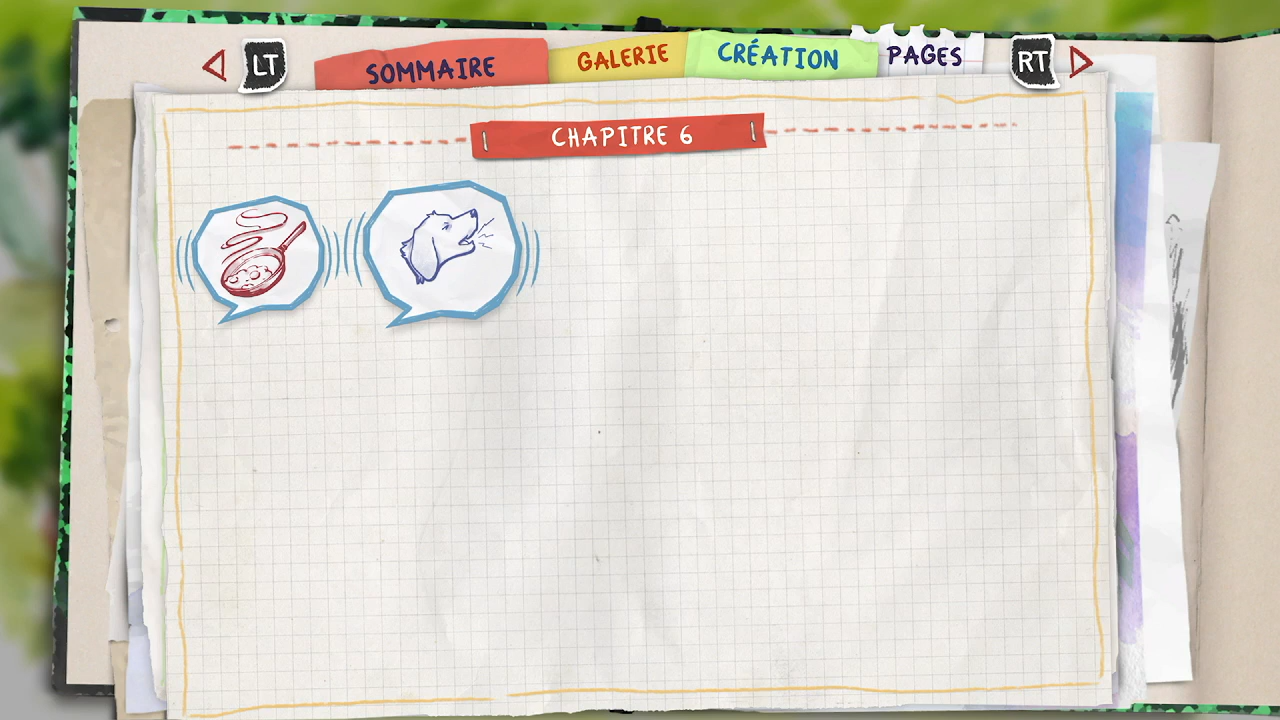 LT
SOMMAIRE
GALERIE
CRÉATION
PAGES
RT
CHAPITRE 6